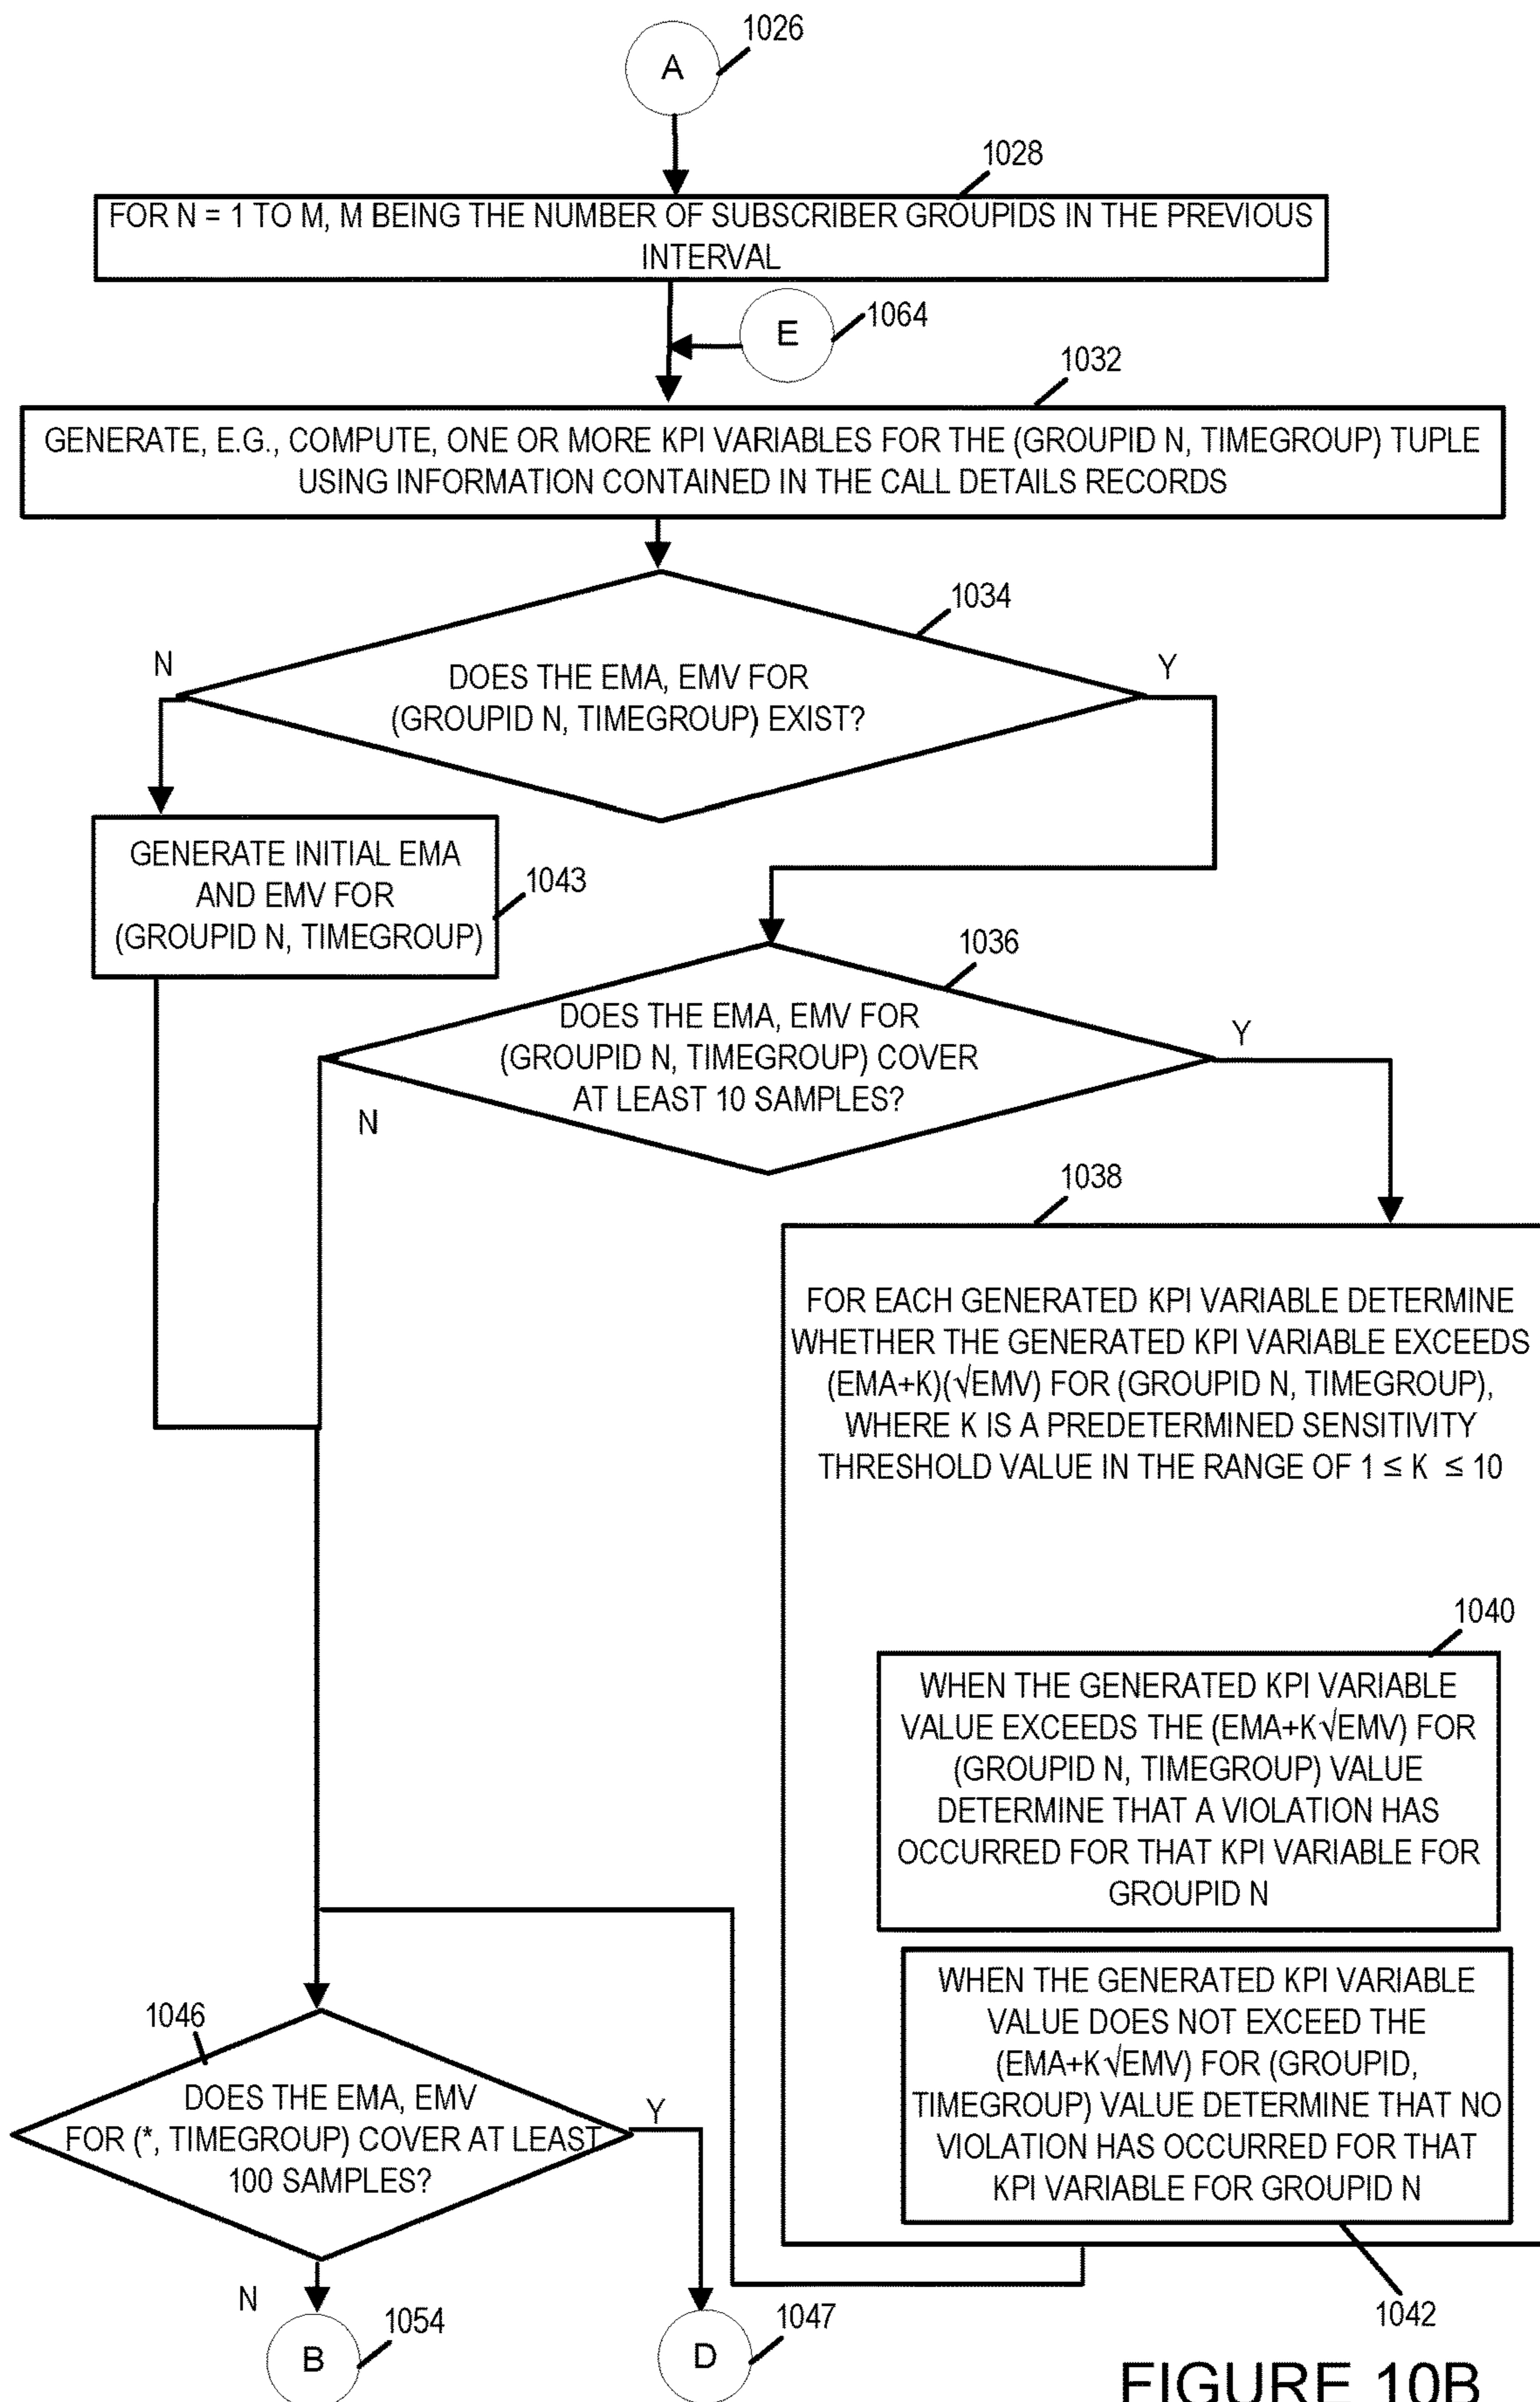 1026
A
1028
FOR N = 1 TO M, M BEING THE NUMBER OF SUBSCRIBER GROUPIDS IN THE PREVIOUS
INTERVAL
E
1064
1032
GENERATE, E.G., COMPUTE, ONE OR MORE KPI VARIABLES FOR THE (GROUPID N, TIMEGROUP) TUPLE
USING INFORMATION CONTAINED IN THE CALL DETAILS RECORDS
1034
N
Y
DOES THE EMA, EMV FOR
(GROUPID N, TIMEGROUP) EXIST?
GENERATE INITIAL EMA
AND EMV FOR
(GROUPID N, TIMEGROUP)
1043
1036
DOES THE EMA, EMV FOR
(GROUPID N, TIMEGROUP) COVER
AT LEAST 10 SAMPLES?
Y
N
1038
FOR EACH GENERATED KPI VARIABLE DETERMINE
WHETHER THE GENERATED KPI VARIABLE EXCEEDS
(EMA+K)(√EMV) FOR (GROUPID N, TIMEGROUP),
WHERE K IS A PREDETERMINED SENSITIVITY
THRESHOLD VALUE IN THE RANGE OF 1 ≤ K ≤ 10
1040
WHEN THE GENERATED KPI VARIABLE
VALUE EXCEEDS THE (EMA+K√EMV) FOR
(GROUPID N, TIMEGROUP) VALUE
DETERMINE THAT A VIOLATION HAS
OCCURRED FOR THAT KPI VARIABLE FOR
GROUPID N
WHEN THE GENERATED KPI VARIABLE
VALUE DOES NOT EXCEED THE
(EMA+K√EMV) FOR (GROUPID,
TIMEGROUP) VALUE DETERMINE THAT NO
VIOLATION HAS OCCURRED FOR THAT
KPI VARIABLE FOR GROUPID N
1042
1046
DOES THE EMA, EMV
FOR (*, TIMEGROUP) COVER AT LEAST
100 SAMPLES?
Y
N
B
1054
D
1047
FIGURE 10B